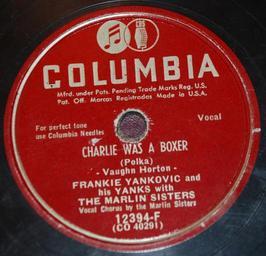 COLUMBIA
Mfrd. under Pats. Pending Trade Marks Reg. U.S.
Pat. Off. Marcas Registradas Made in U.S.A.
For perfect tone
use Columbia Needles
Vocal
CHARLIE WAS A BOXER
(Polka)
- Vaughn Horton -
FRANKIE YANKOVIC and
his YANKS with
THE MARLIN SISTERS
Vocal Chorus by the Marlin Sisters
12394-F
(CO 40291)